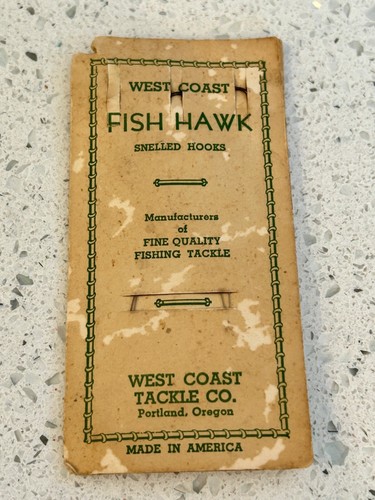 WEST COAST
FISH HAWK
SNELLED HOOKS
Manufacturers
of
FINE QUALITY
FISHING TACKLE
WEST COAST
TACKLE CO.
Portland, Oregon
MADE IN AMERICA